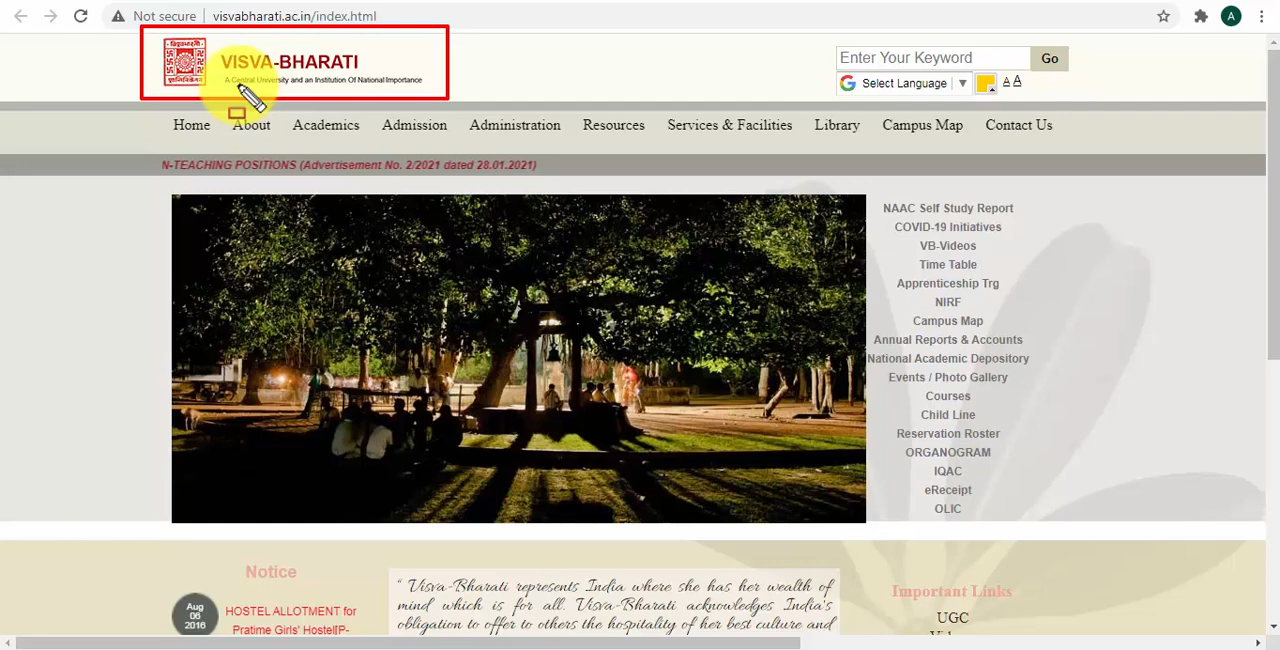 Not secure visvabharati.ac.in/index.html
A
VISVA-BHARATI
A Central University and an Institution Of National Importance
Enter Your Keyword Go
Select Language A A
Home About Academics Admission Administration Resources Services & Facilities Library Campus Map Contact Us
N-TEACHING POSITIONS (Advertisement No. 2/2021 dated 28.01.2021)
NAAC Self Study Report
COVID-19 Initiatives
VB-Videos
Time Table
Apprenticeship Trg
NIRF
Campus Map
Annual Reports & Accounts
National Academic Depository
Events / Photo Gallery
Courses
Child Line
Reservation Roster
ORGANOGRAM
IQAC
eReceipt
OLIC
Notice
Aug
06
2016
HOSTEL ALLOTMENT for
Pratime Girls' Hostel[P-
“ Visva-Bharati represents India where she has her wealth of
mind which is for all. Visva-Bharati acknowledges India's
obligation to offer to others the hospitality of her best culture and
Important Links
UGC